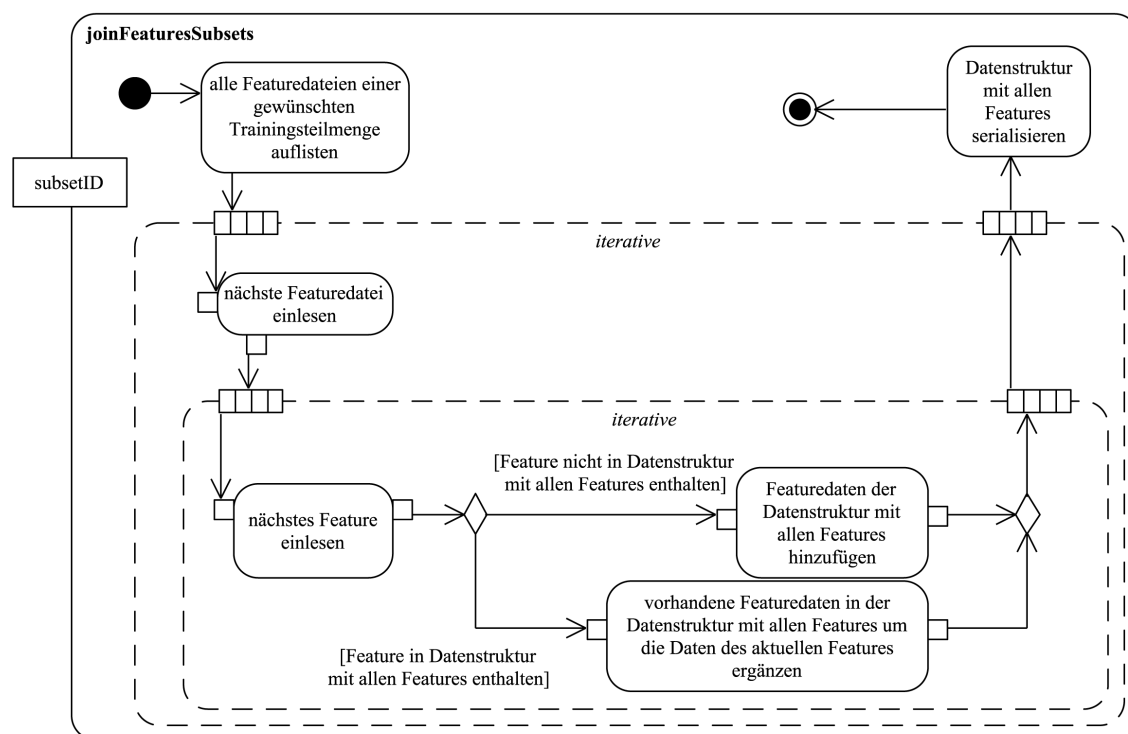 joinFeaturesSubsets
alle Featuredateien einer
gewünschten
Trainingsteilmenge
auflisten
Datenstruktur
mit allen
Features
serialisieren
subsetID
iterative
nächste Featuredatei
einlesen
iterative
[Feature nicht in Datenstruktur
mit allen Features enthalten]
nächstes Feature
einlesen
Featuredaten der
Datenstruktur mit
allen Features
hinzufügen
vorhandene Featuredaten in der
Datenstruktur mit allen Features um
die Daten des aktuellen Features
ergänzen
[Feature in Datenstruktur
mit allen Features enthalten]